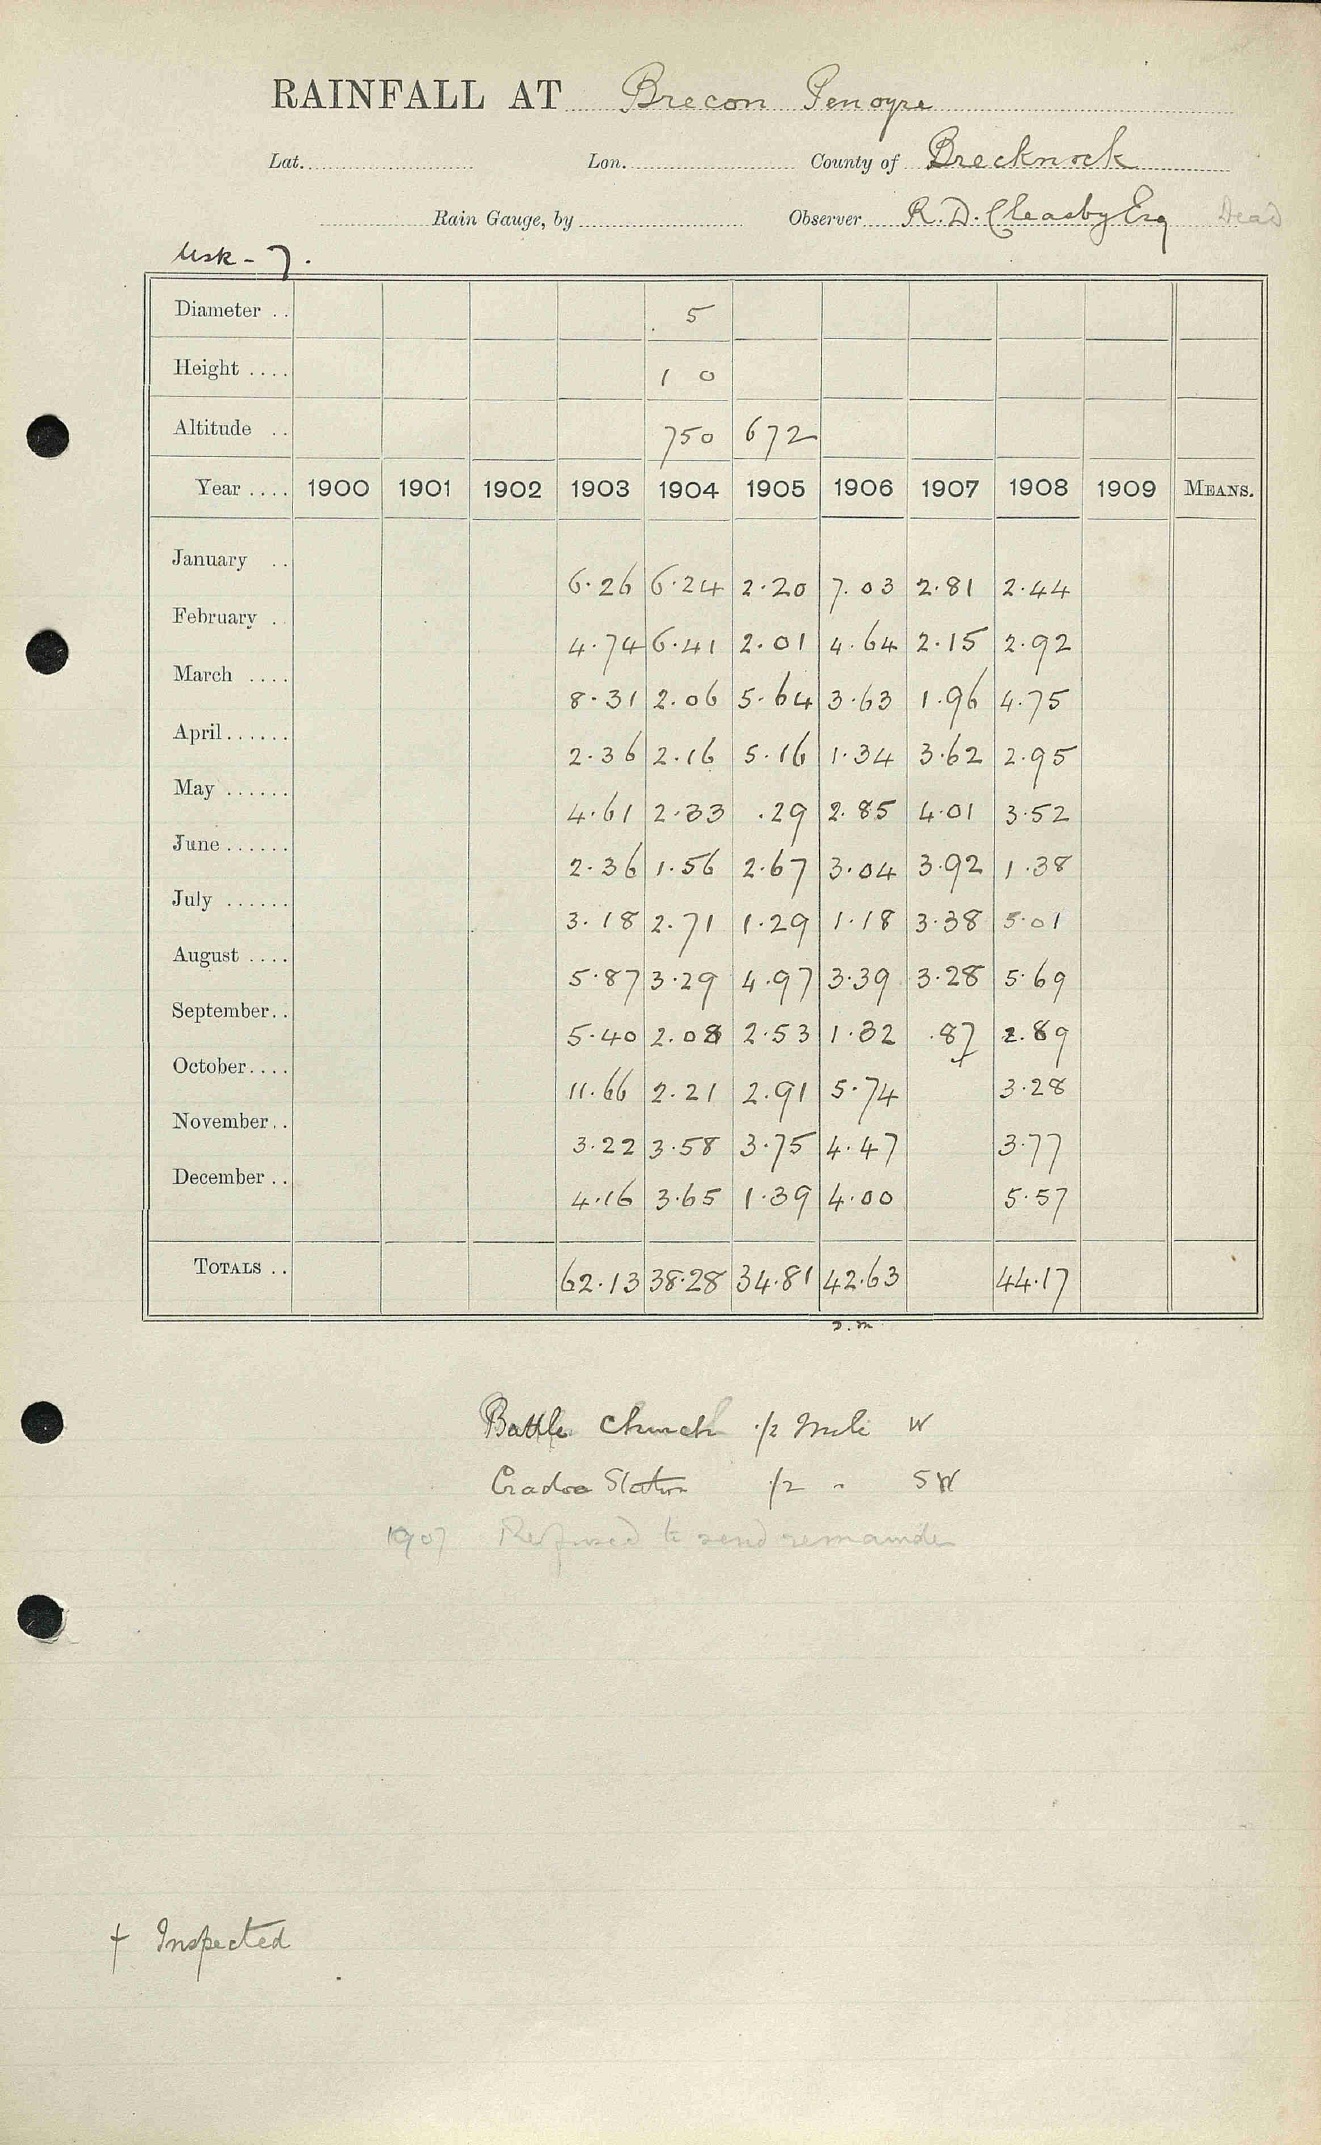 RAINFALL AT Brecon Penoyre
Lat. Lon. County of Brecknock
Rain Gauge, by Observer R. D. Cleasby Esq Dead
Usk - 7.
Diameter .. 5
Height .... 1 0
Altitude .. 750 672
Year .... 1900 1901 1902 1903 1904 1905 1906 1907 1908 1909 MEANS.
January .. 6.26 6.24 2.20 7.03 2.81 2.44
February . 4.74 6.41 2.01 4.64 2.15 2.92
March .... 8.31 2.06 5.64 3.63 1.96 4.75
April...... 2.36 2.16 5.16 1.34 3.62 2.95
May ...... 4.61 2.33 .29 2.85 4.01 3.52
June ...... 2.36 1.56 2.67 3.04 3.92 1.38
July ...... 3.18 2.71 1.29 1.18 3.38 5.01
August .... 5.87 3.29 4.97 3.39 3.28 5.69
September.. 5.40 2.08 2.53 1.32 .87 2.89
October.... 11.66 2.21 2.91 5.74 3.28
November.. 3.22 3.58 3.75 4.47 3.77
December .. 4.16 3.65 1.39 4.00 5.57
TOTALS .. 62.13 38.28 34.81 42.63 44.17
Battle Church 1/2 Mile W
Cradoc Station 1/2 " SW
1907 Refused to send remainder
† Inspected